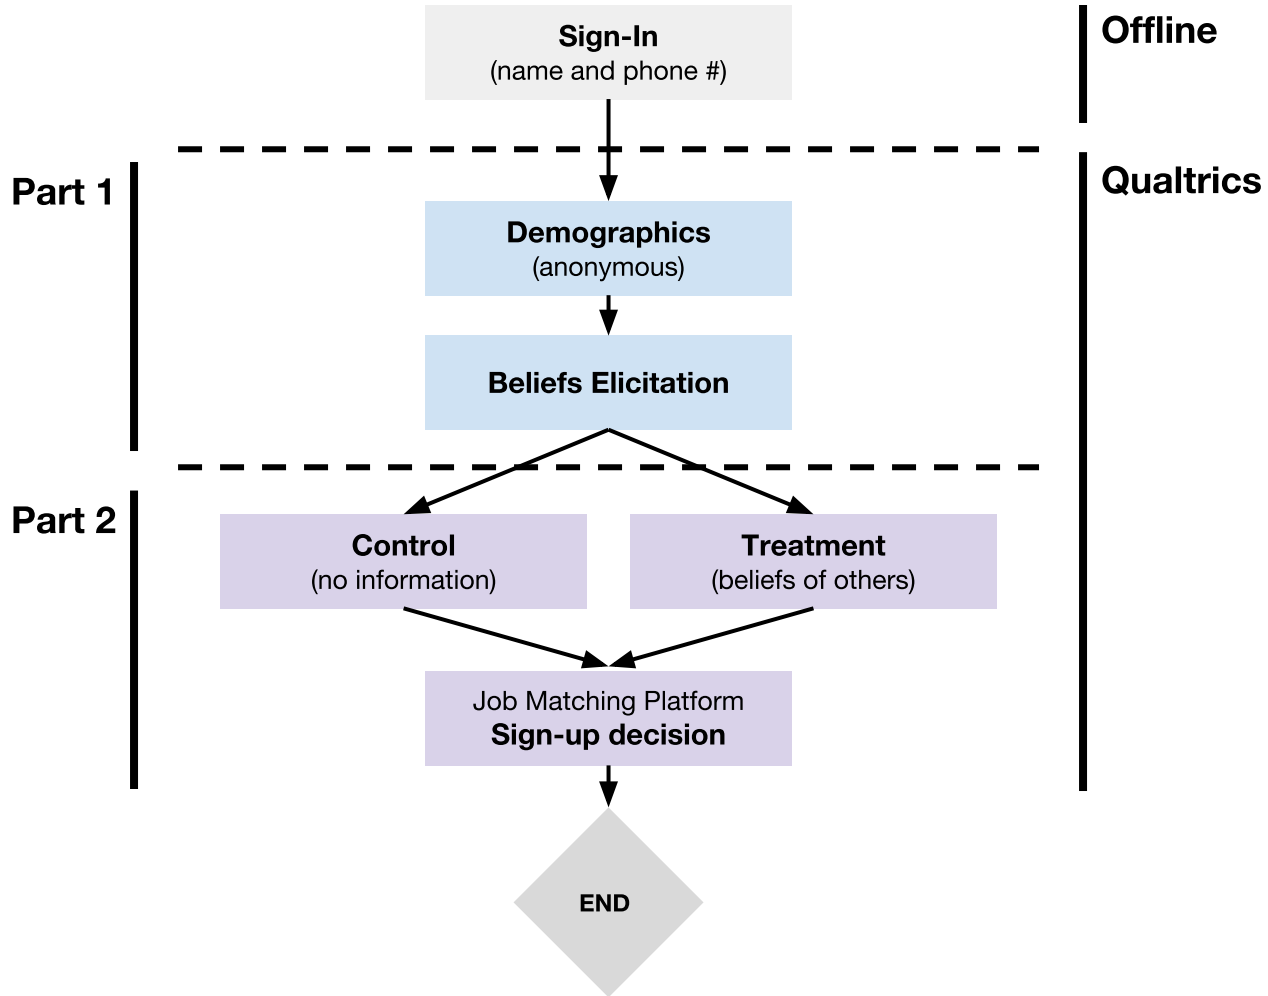 Sign-In
(name and phone #)
Offline
Part 1
Qualtrics
Demographics
(anonymous)
Beliefs Elicitation
Part 2
Control
(no information)
Treatment
(beliefs of others)
Job Matching Platform
Sign-up decision
END